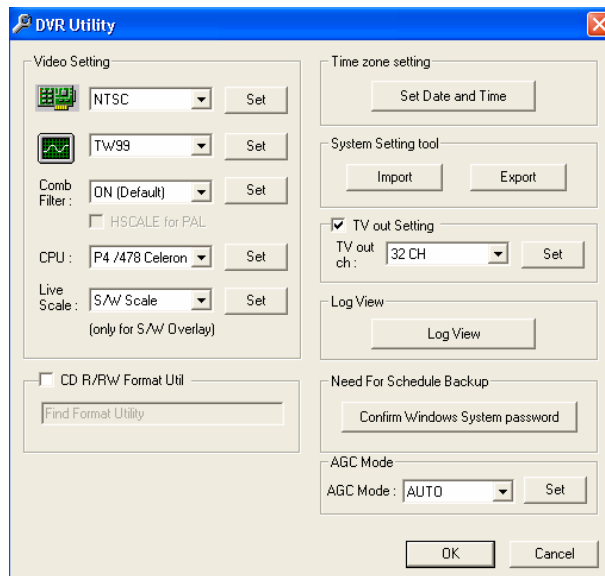 DVR Utility
Video Setting
NTSC
Set
TW99
Set
Comb
Filter :
ON (Default)
Set
HSCALE for PAL
CPU :
P4 /478 Celeron
Set
Live
Scale :
S/W Scale
Set
(only for S/W Overlay)
CD R/RW Format Util
Find Format Utility
Time zone setting
Set Date and Time
System Setting tool
Import
Export
TV out Setting
TV out
ch :
32 CH
Set
Log View
Log View
Need For Schedule Backup
Confirm Windows System password
AGC Mode
AGC Mode :
AUTO
Set
OK
Cancel